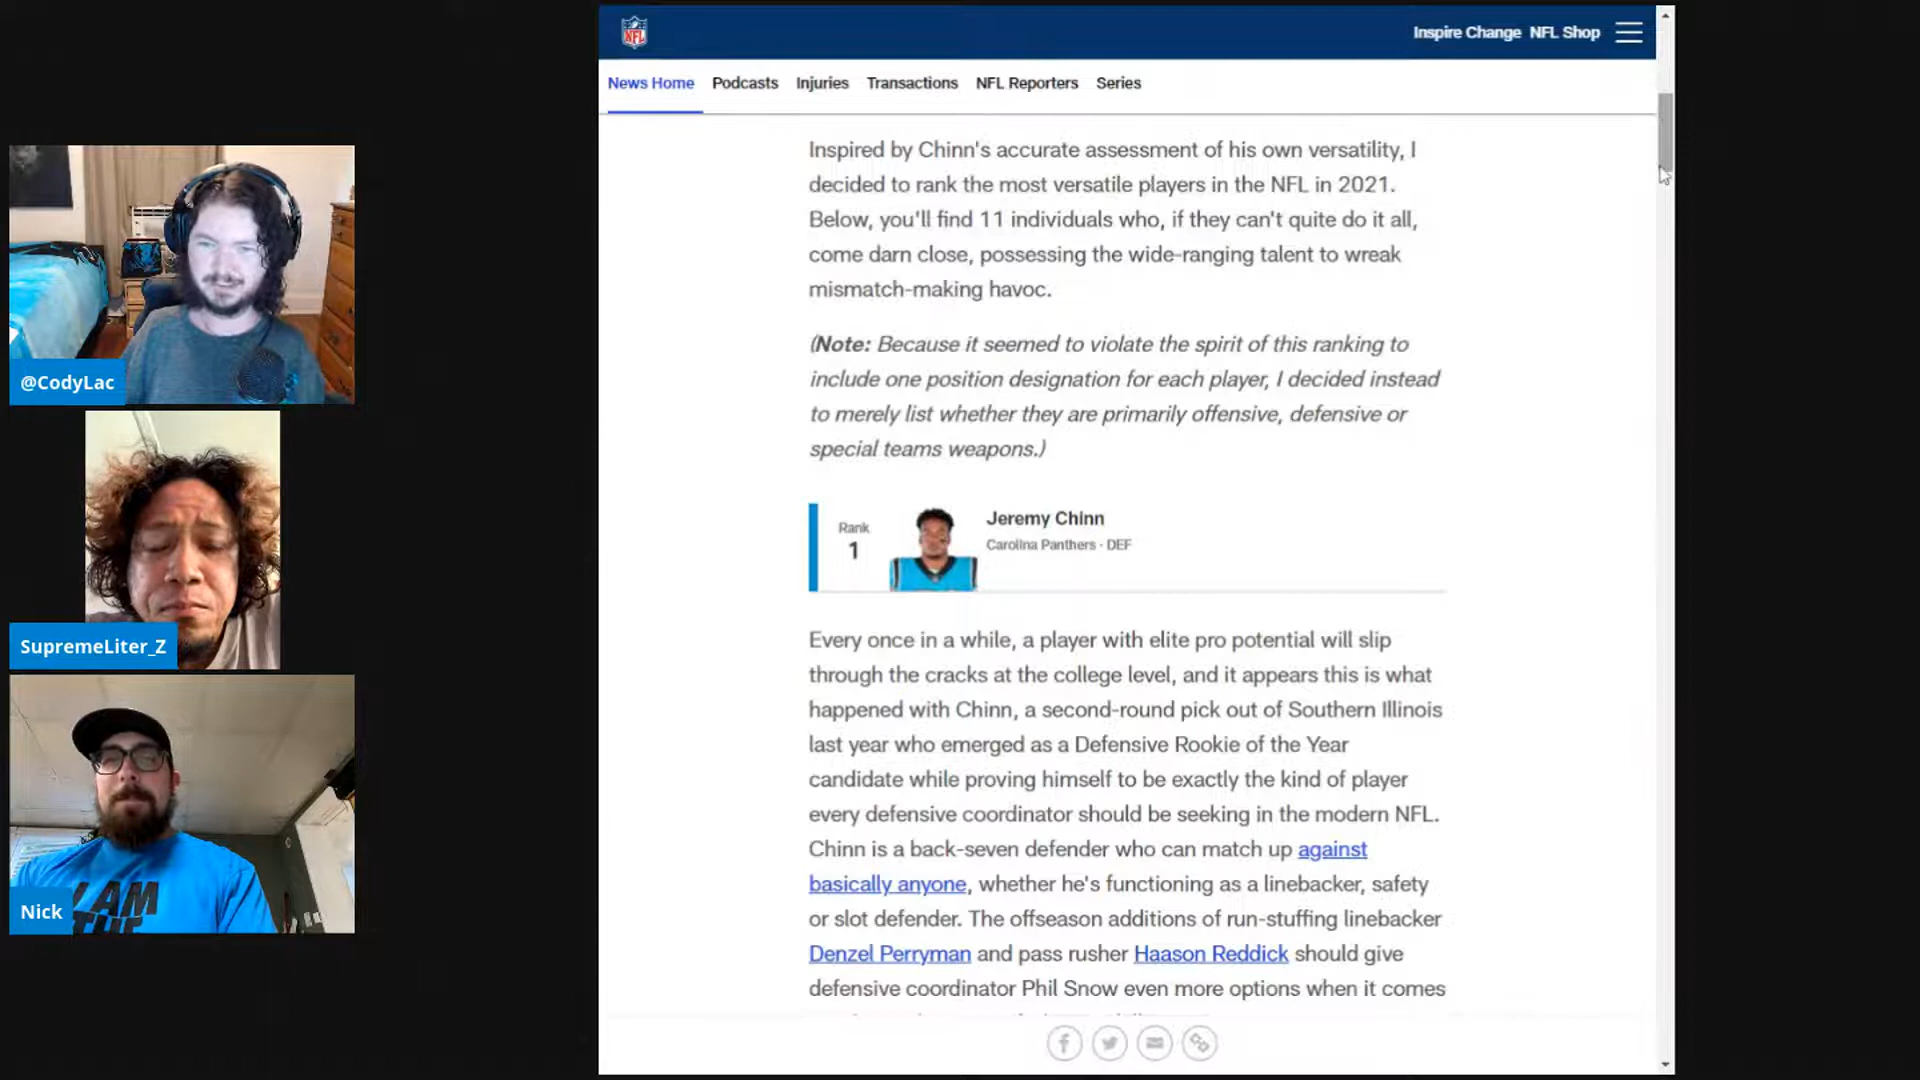 NFL
Inspire Change NFL Shop
News Home Podcasts Injuries Transactions NFL Reporters Series
Inspired by Chinn's accurate assessment of his own versatility, I
decided to rank the most versatile players in the NFL in 2021.
Below, you'll find 11 individuals who, if they can't quite do it all,
come darn close, possessing the wide-ranging talent to wreak
mismatch-making havoc.
(Note: Because it seemed to violate the spirit of this ranking to
include one position designation for each player, I decided instead
to merely list whether they are primarily offensive, defensive or
special teams weapons.)
Rank
1
Jeremy Chinn
Carolina Panthers · DEF
Every once in a while, a player with elite pro potential will slip
through the cracks at the college level, and it appears this is what
happened with Chinn, a second-round pick out of Southern Illinois
last year who emerged as a Defensive Rookie of the Year
candidate while proving himself to be exactly the kind of player
every defensive coordinator should be seeking in the modern NFL.
Chinn is a back-seven defender who can match up against
basically anyone, whether he's functioning as a linebacker, safety
or slot defender. The offseason additions of run-stuffing linebacker
Denzel Perryman and pass rusher Haason Reddick should give
defensive coordinator Phil Snow even more options when it comes
@CodyLac
SupremeLiter_Z
I AM
THE
Nick